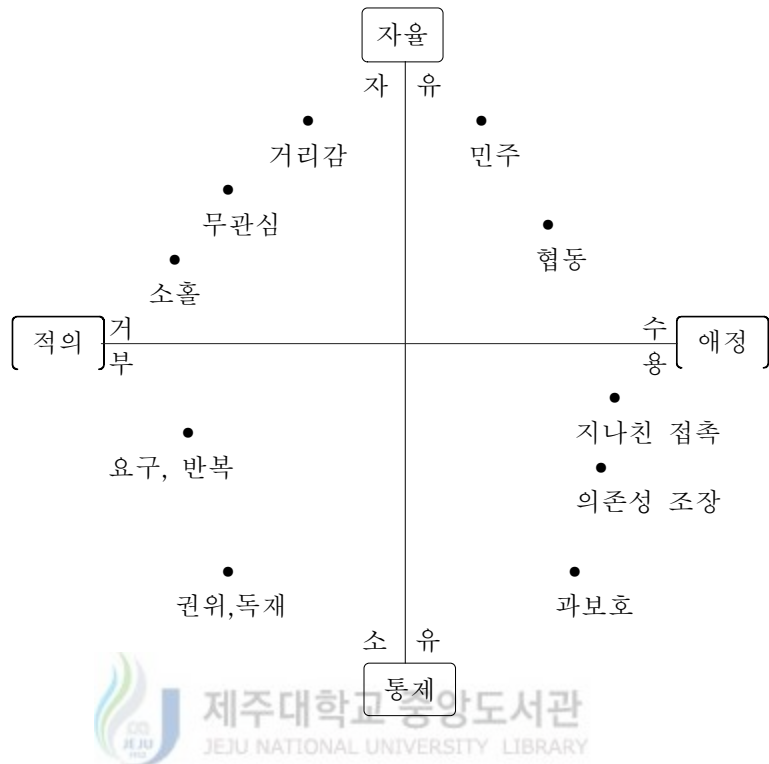 자율
자 유
거리감
민주
무관심
협동
소홀
적의
거부
수용
애정
지나친 접촉
요구, 반복
의존성 조장
권위,독재
과보호
소 유
통제
제주대학교 중앙도서관
JEJU NATIONAL UNIVERSITY LIBRARY
JEJU
1952